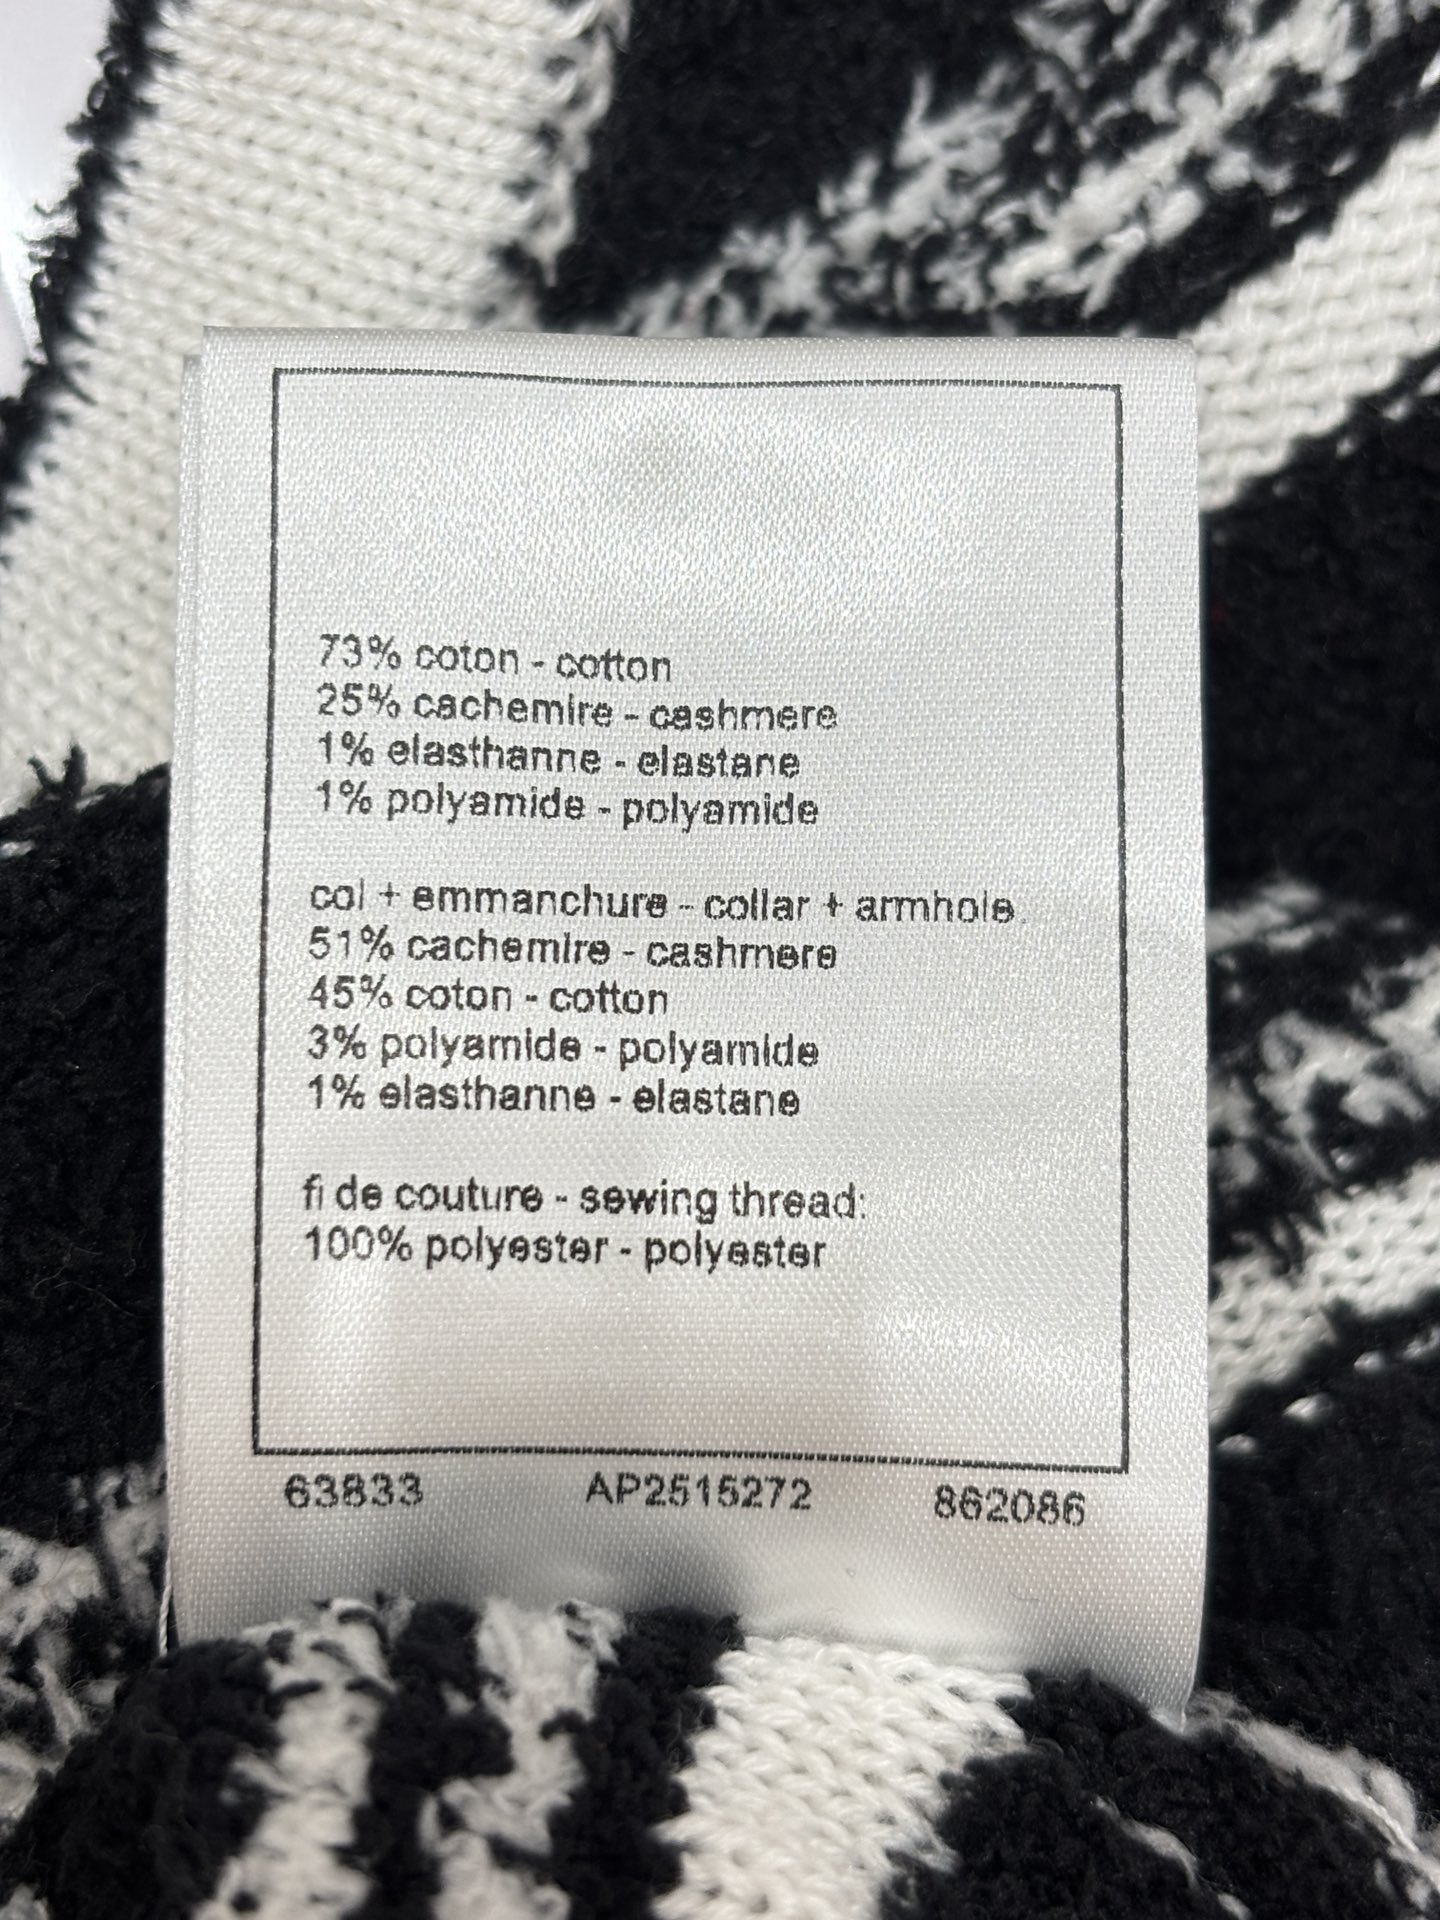 73% coton - cotton
25% cachemire - cashmere
1% elasthanne - elastane
1% polyamide - polyamide
col + emmanchure - collar + armhole
51% cachemire - cashmere
45% coton - cotton
3% polyamide - polyamide
1% elasthanne - elastane
fi de couture - sewing thread:
100% polyester - polyester
63833 AP2515272 862086